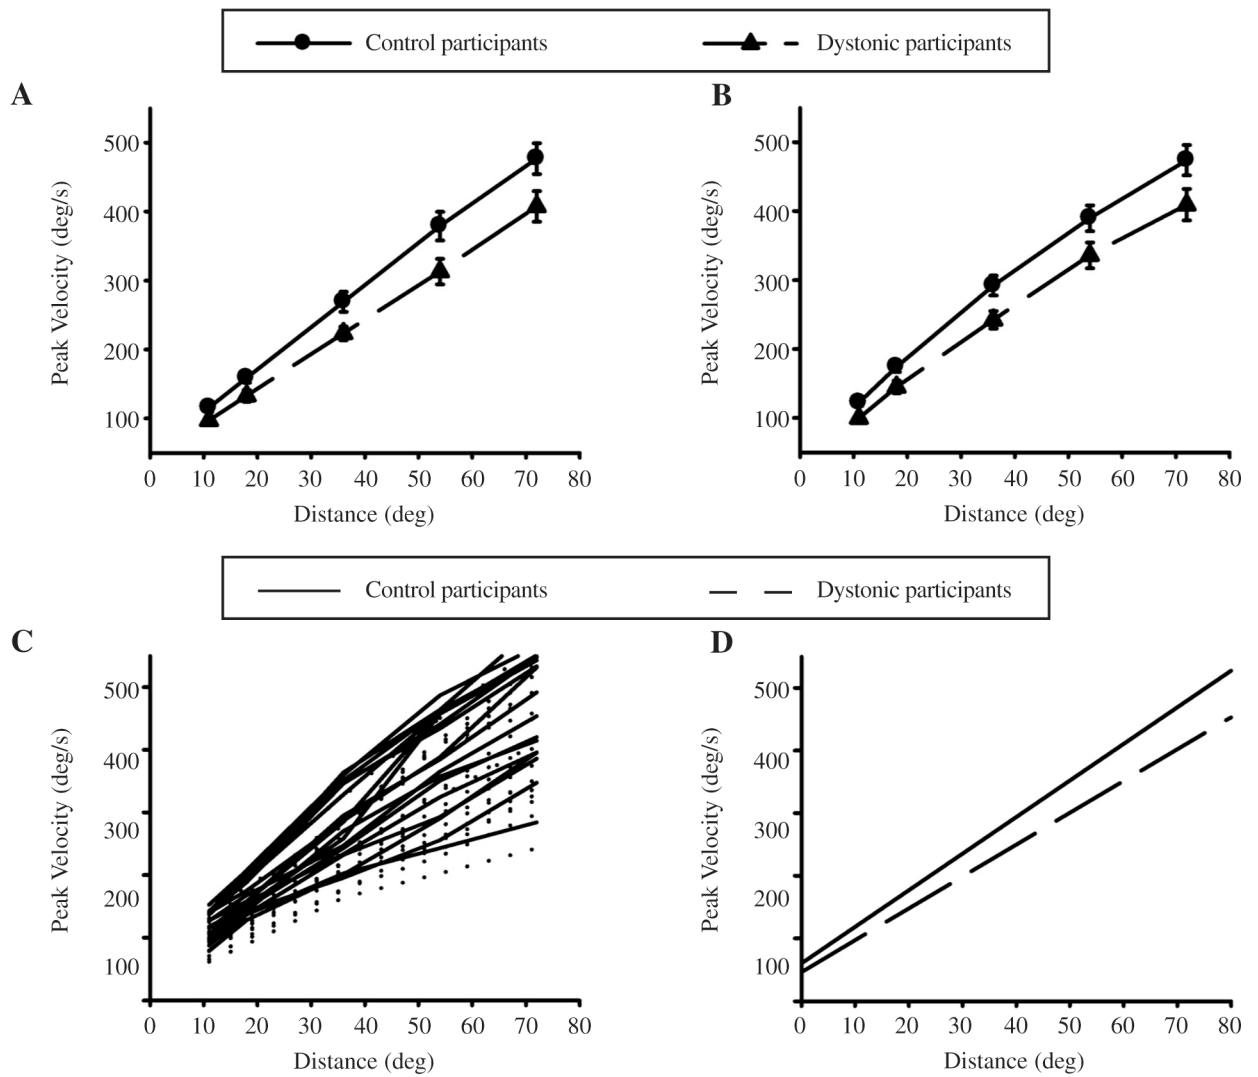 Control participants Dystonic participants
A B
500 500
400 400
300 300
200 200
100 100
Peak Velocity (deg/s) Peak Velocity (deg/s)
0 10 20 30 40 50 60 70 80 0 10 20 30 40 50 60 70 80
Distance (deg) Distance (deg)
Control participants Dystonic participants
C D
500 500
400 400
300 300
200 200
100 100
Peak Velocity (deg/s) Peak Velocity (deg/s)
0 10 20 30 40 50 60 70 80 0 10 20 30 40 50 60 70 80
Distance (deg) Distance (deg)